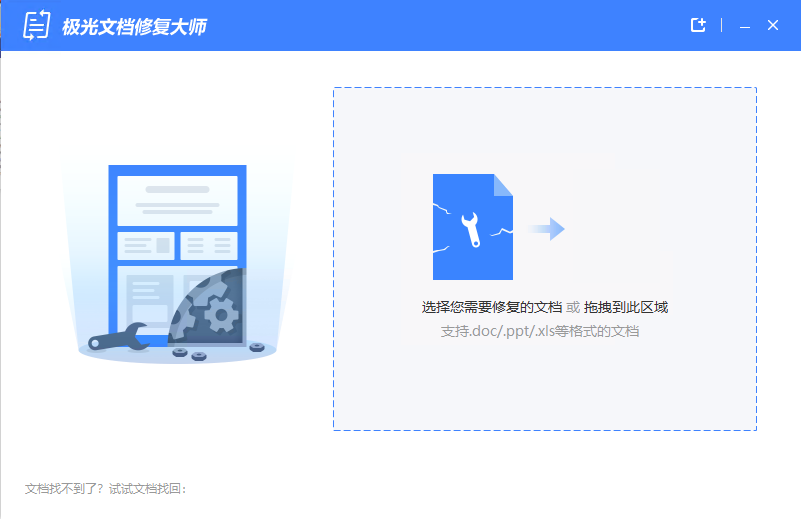 极光文档修复大师
选择您需要修复的文档 或 拖拽到此区域
支持.doc/.ppt/.xls等格式的文档
文档找不到了？试试文档找回：